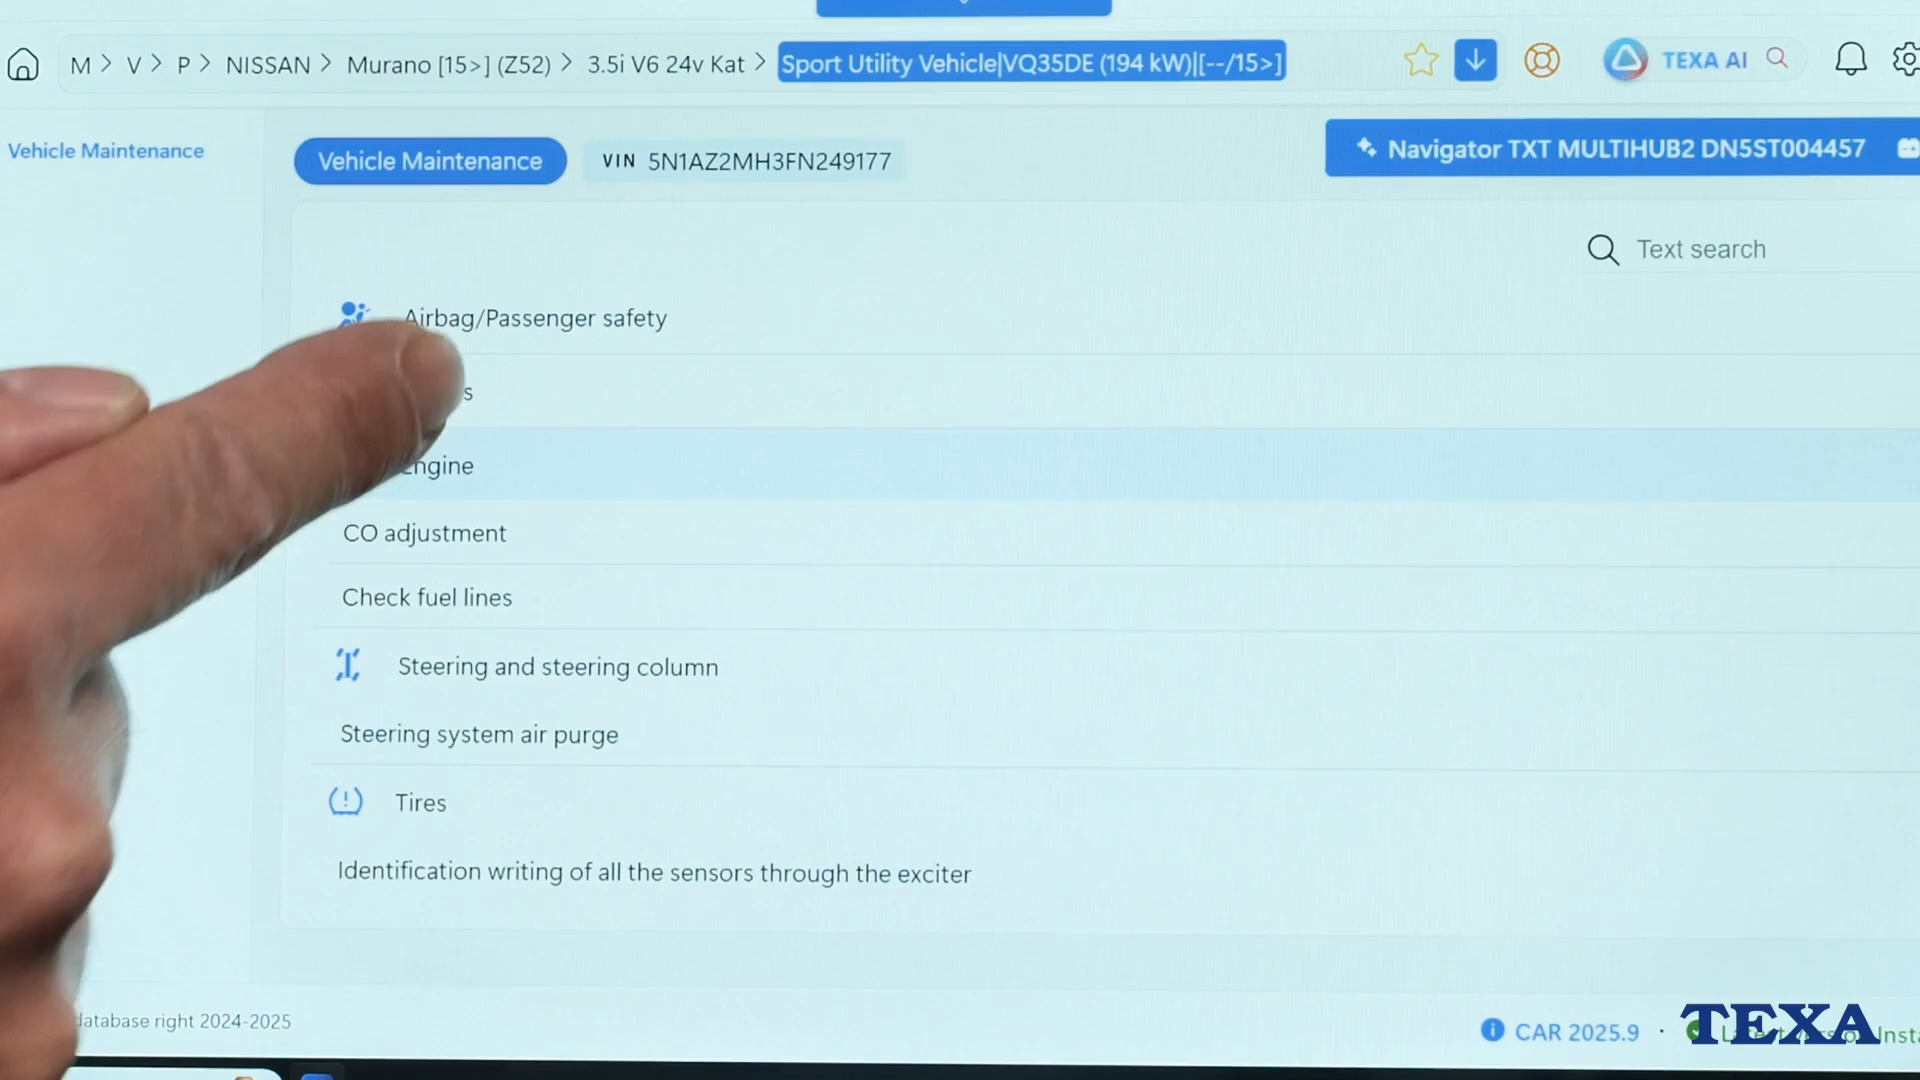 M > V > P > NISSAN > Murano [15>] (Z52) > 3.5i V6 24v Kat > Sport Utility Vehicle|VQ35DE (194 kW)|[--/15>]
TEXA AI
Vehicle Maintenance
Vehicle Maintenance
VIN 5N1AZ2MH3FN249177
Navigator TXT MULTIHUB2 DN5ST004457
Text search
Airbag/Passenger safety
Engine
CO adjustment
Check fuel lines
Steering and steering column
Steering system air purge
Tires
Identification writing of all the sensors through the exciter
database right 2024-2025
CAR 2025.9 ·
TEXA